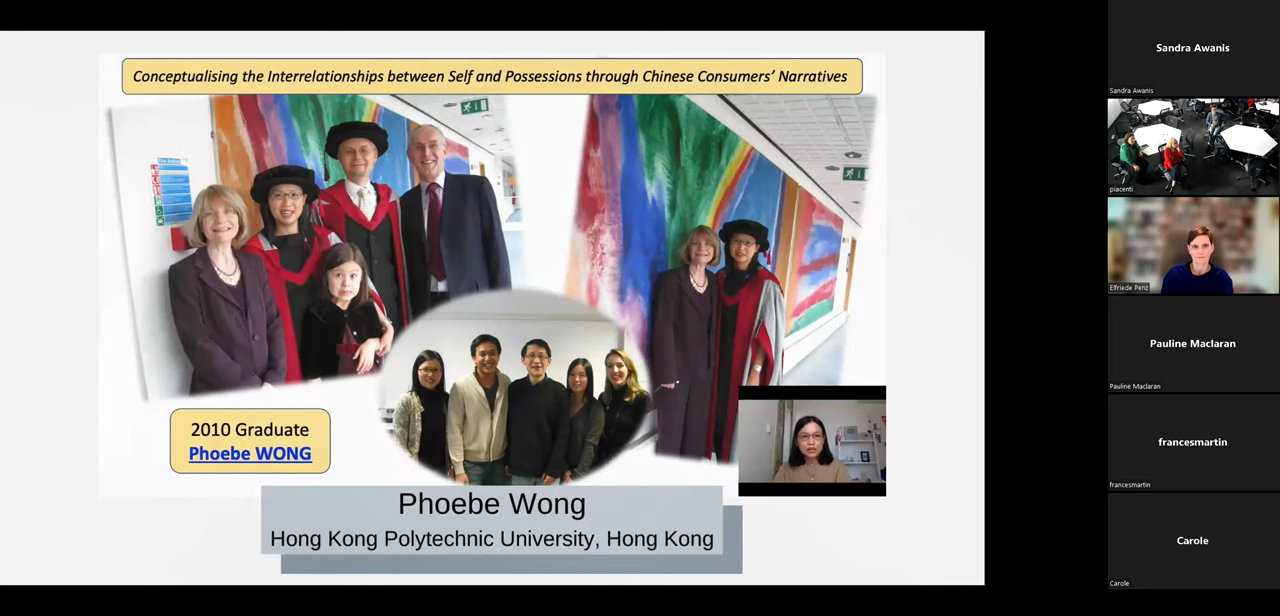 Conceptualising the Interrelationships between Self and Possessions through Chinese Consumers’ Narratives
2010 Graduate
Phoebe WONG
Phoebe Wong
Hong Kong Polytechnic University, Hong Kong
Sandra Awanis
Sandra Awanis
piacenti
Elfriede Penz
Pauline Maclaran
Pauline Maclaran
francesmartin
francesmartin
Carole
Carole